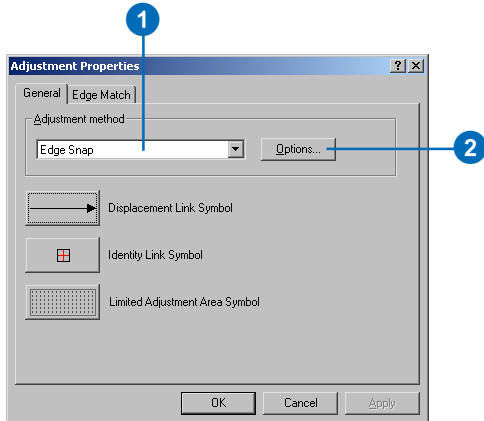 1
Adjustment Properties
General Edge Match
Adjustment method
Edge Snap Options... 2
Displacement Link Symbol
Identity Link Symbol
Limited Adjustment Area Symbol
OK Cancel Apply